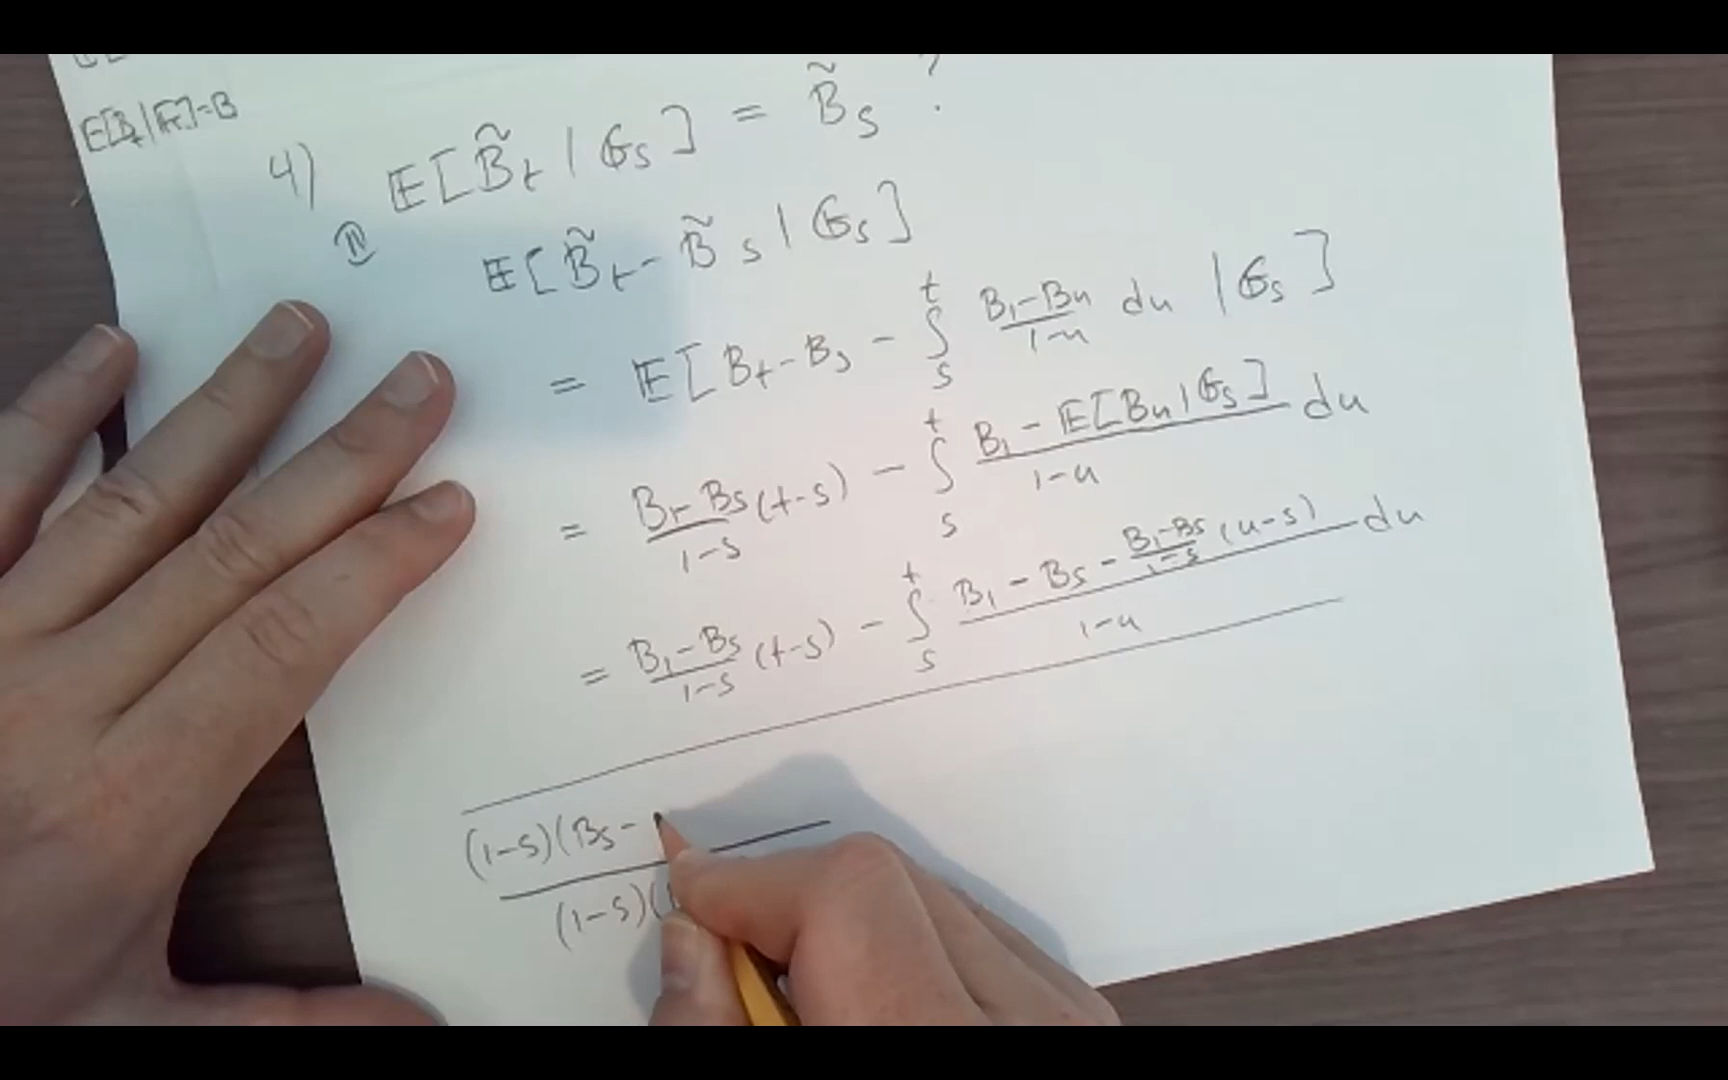 E[B_t|F_r]=B
4) 𝔼[B̃_t | 𝔾_s] = B̃_s ?
𝔼[B̃_t - B̃_s | 𝔾_s]
= 𝔼[B_t - B_s - ∫_s^t (B_1 - B_u)/(1-u) du | 𝔾_s]
= (B_1 - B_s)/(1-s) (t-s) - ∫_s^t (B_1 - 𝔼[B_u | 𝔾_s])/(1-u) du
= (B_1 - B_s)/(1-s) (t-s) - ∫_s^t (B_1 - B_s - (B_1 - B_s)/(1-s) (u-s))/(1-u) du
(1-s)(B_s -
(1-s)(